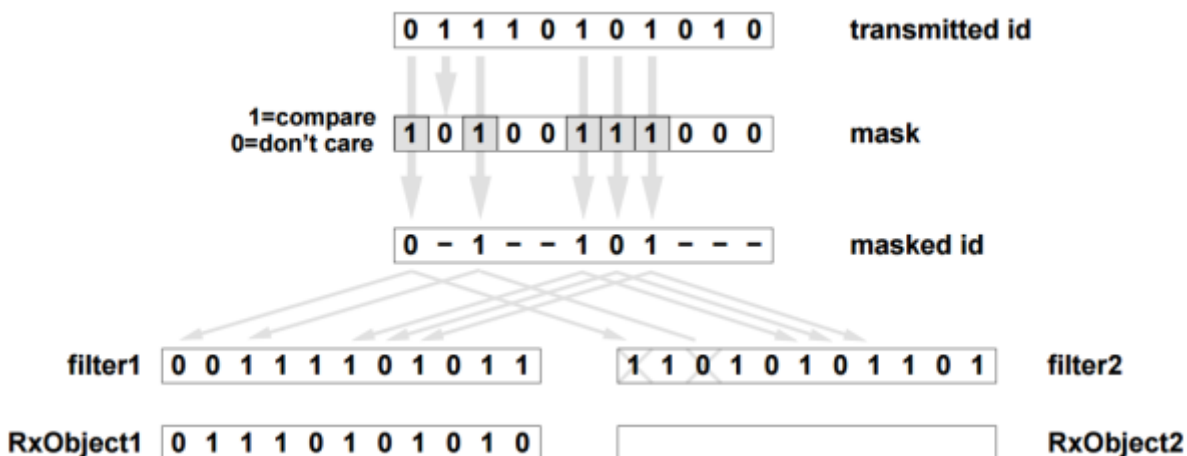 0 1 1 1 0 1 0 1 0 1 0 transmitted id
1=compare
0=don't care
1 0 1 0 0 1 1 1 0 0 0 mask
0 – 1 – – 1 0 1 – – – masked id
filter1 0 0 1 1 1 1 0 1 0 1 1 1 1 0 1 0 1 0 1 1 0 1 filter2
RxObject1 0 1 1 1 0 1 0 1 0 1 0 RxObject2